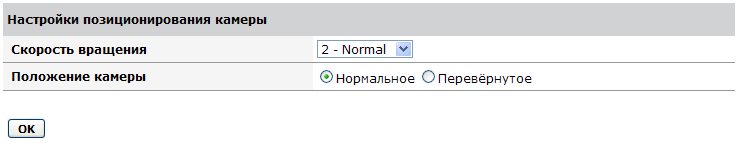 Настройки позиционирования камеры
Скорость вращения 2 - Normal
Положение камеры Нормальное Перевёрнутое
OK